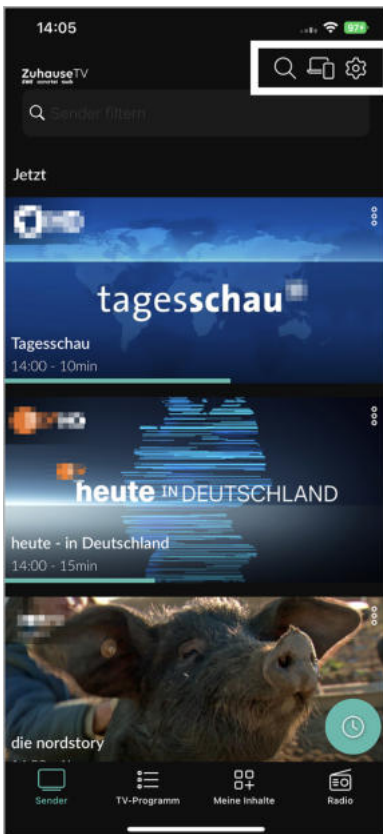 14:05
97
ZuhauseTV
Sender filtern
Jetzt
tagesschau
Tagesschau
14:00 - 10min
heute IN DEUTSCHLAND
heute - in Deutschland
14:00 - 15min
die nordstory
Sender
TV-Programm
Meine Inhalte
Radio